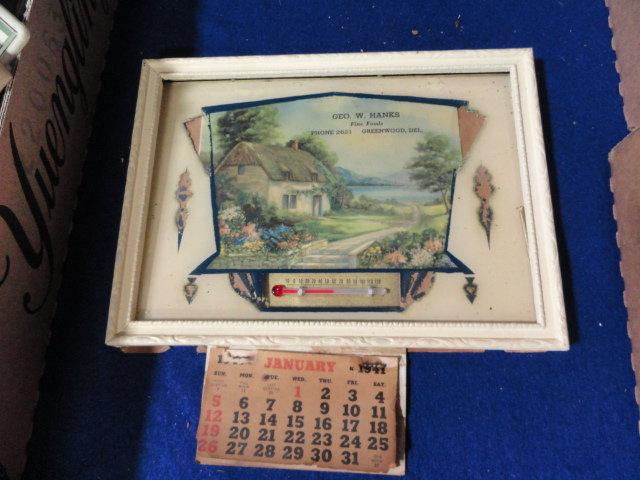 Yuengling
GEO. W. HANKS
Fine Foods
PHONE 2621 GREENWOOD, DEL.
JANUARY 1941
SUN. MON. TUE. WED. THU. FRI. SAT.
1 2 3 4
5 6 7 8 9 10 11
12 13 14 15 16 17 18
19 20 21 22 23 24 25
26 27 28 29 30 31